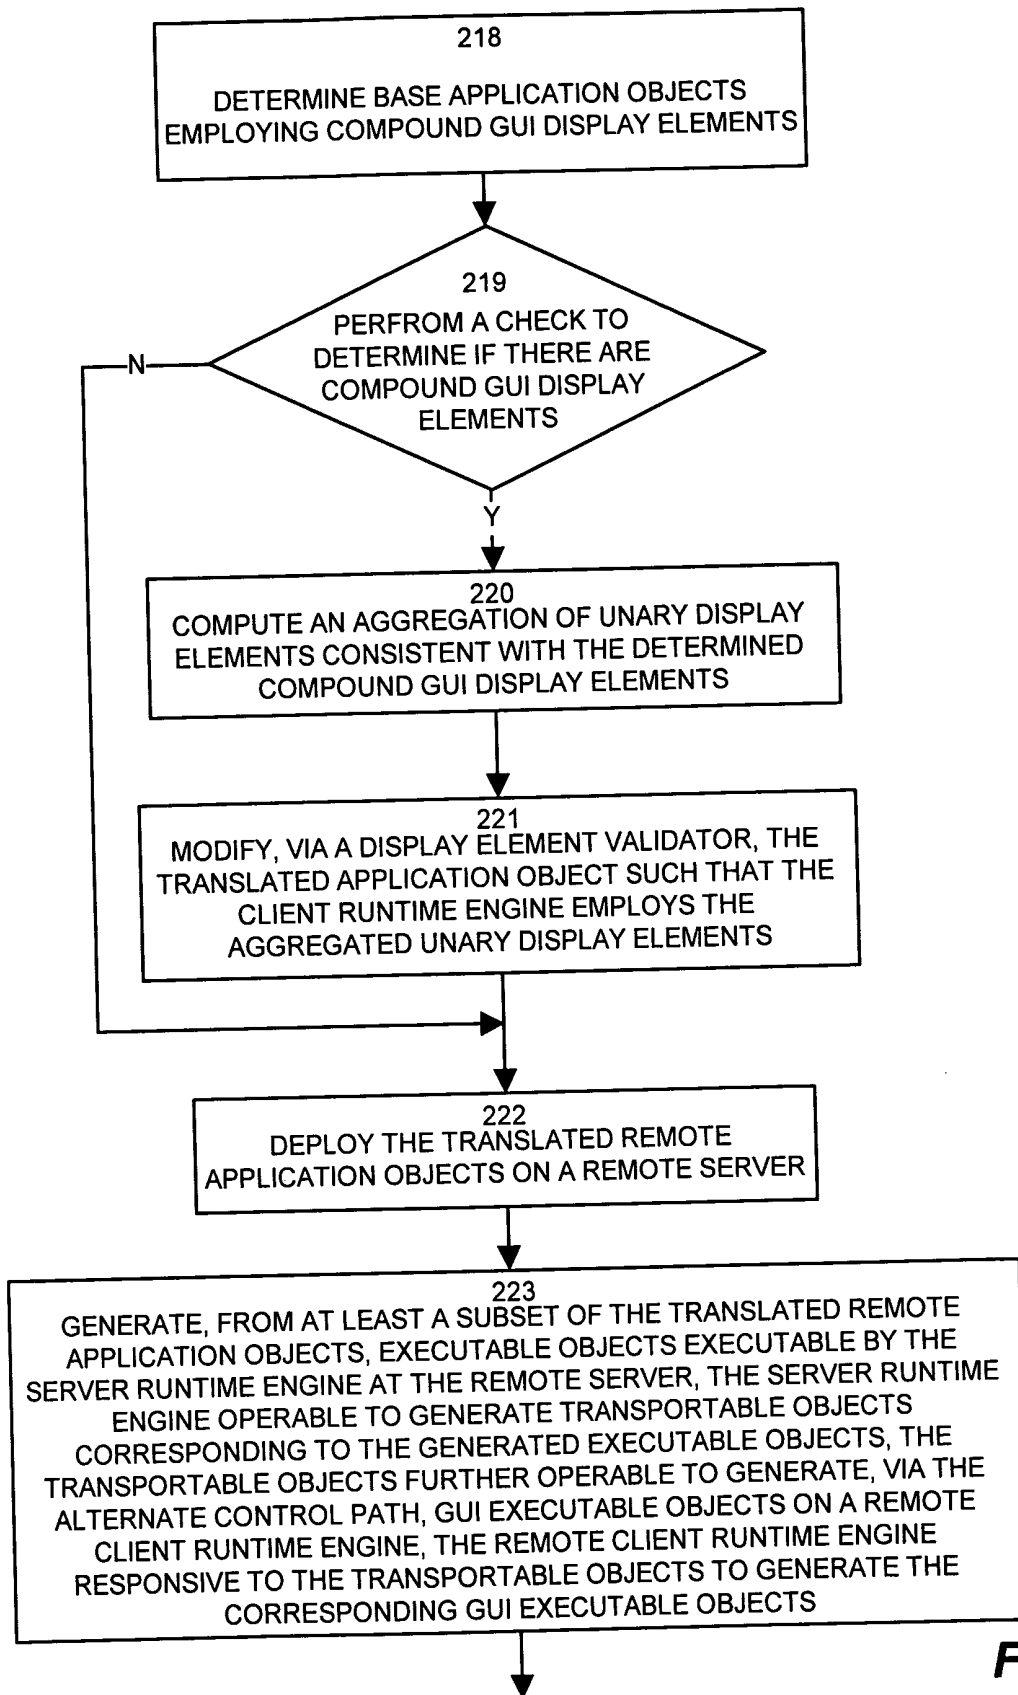 218
DETERMINE BASE APPLICATION OBJECTS
EMPLOYING COMPOUND GUI DISPLAY ELEMENTS
219
PERFROM A CHECK TO
DETERMINE IF THERE ARE
COMPOUND GUI DISPLAY
ELEMENTS
N
Y
220
COMPUTE AN AGGREGATION OF UNARY DISPLAY
ELEMENTS CONSISTENT WITH THE DETERMINED
COMPOUND GUI DISPLAY ELEMENTS
221
MODIFY, VIA A DISPLAY ELEMENT VALIDATOR, THE
TRANSLATED APPLICATION OBJECT SUCH THAT THE
CLIENT RUNTIME ENGINE EMPLOYS THE
AGGREGATED UNARY DISPLAY ELEMENTS
222
DEPLOY THE TRANSLATED REMOTE
APPLICATION OBJECTS ON A REMOTE SERVER
223
GENERATE, FROM AT LEAST A SUBSET OF THE TRANSLATED REMOTE
APPLICATION OBJECTS, EXECUTABLE OBJECTS EXECUTABLE BY THE
SERVER RUNTIME ENGINE AT THE REMOTE SERVER, THE SERVER RUNTIME
ENGINE OPERABLE TO GENERATE TRANSPORTABLE OBJECTS
CORRESPONDING TO THE GENERATED EXECUTABLE OBJECTS, THE
TRANSPORTABLE OBJECTS FURTHER OPERABLE TO GENERATE, VIA THE
ALTERNATE CONTROL PATH, GUI EXECUTABLE OBJECTS ON A REMOTE
CLIENT RUNTIME ENGINE, THE REMOTE CLIENT RUNTIME ENGINE
RESPONSIVE TO THE TRANSPORTABLE OBJECTS TO GENERATE THE
CORRESPONDING GUI EXECUTABLE OBJECTS
F